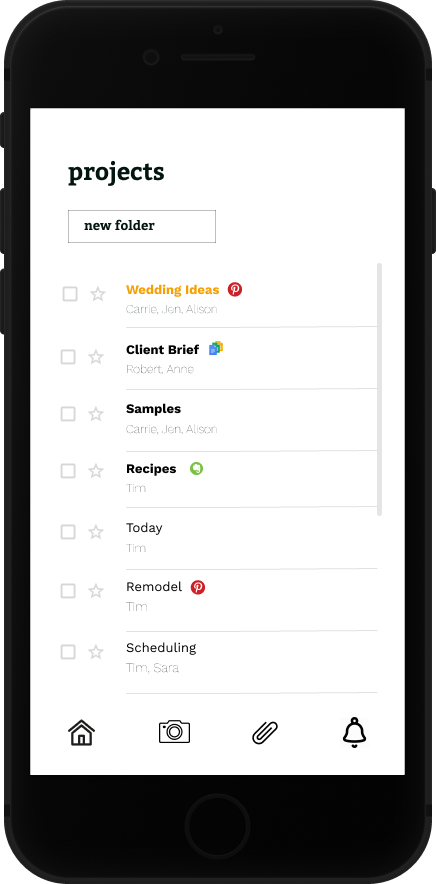 projects
new folder
Wedding Ideas
Carrie, Jen, Alison
Client Brief
Robert, Anne
Samples
Carrie, Jen, Alison
Recipes
Tim
Today
Tim
Remodel
Tim
Scheduling
Tim, Sara